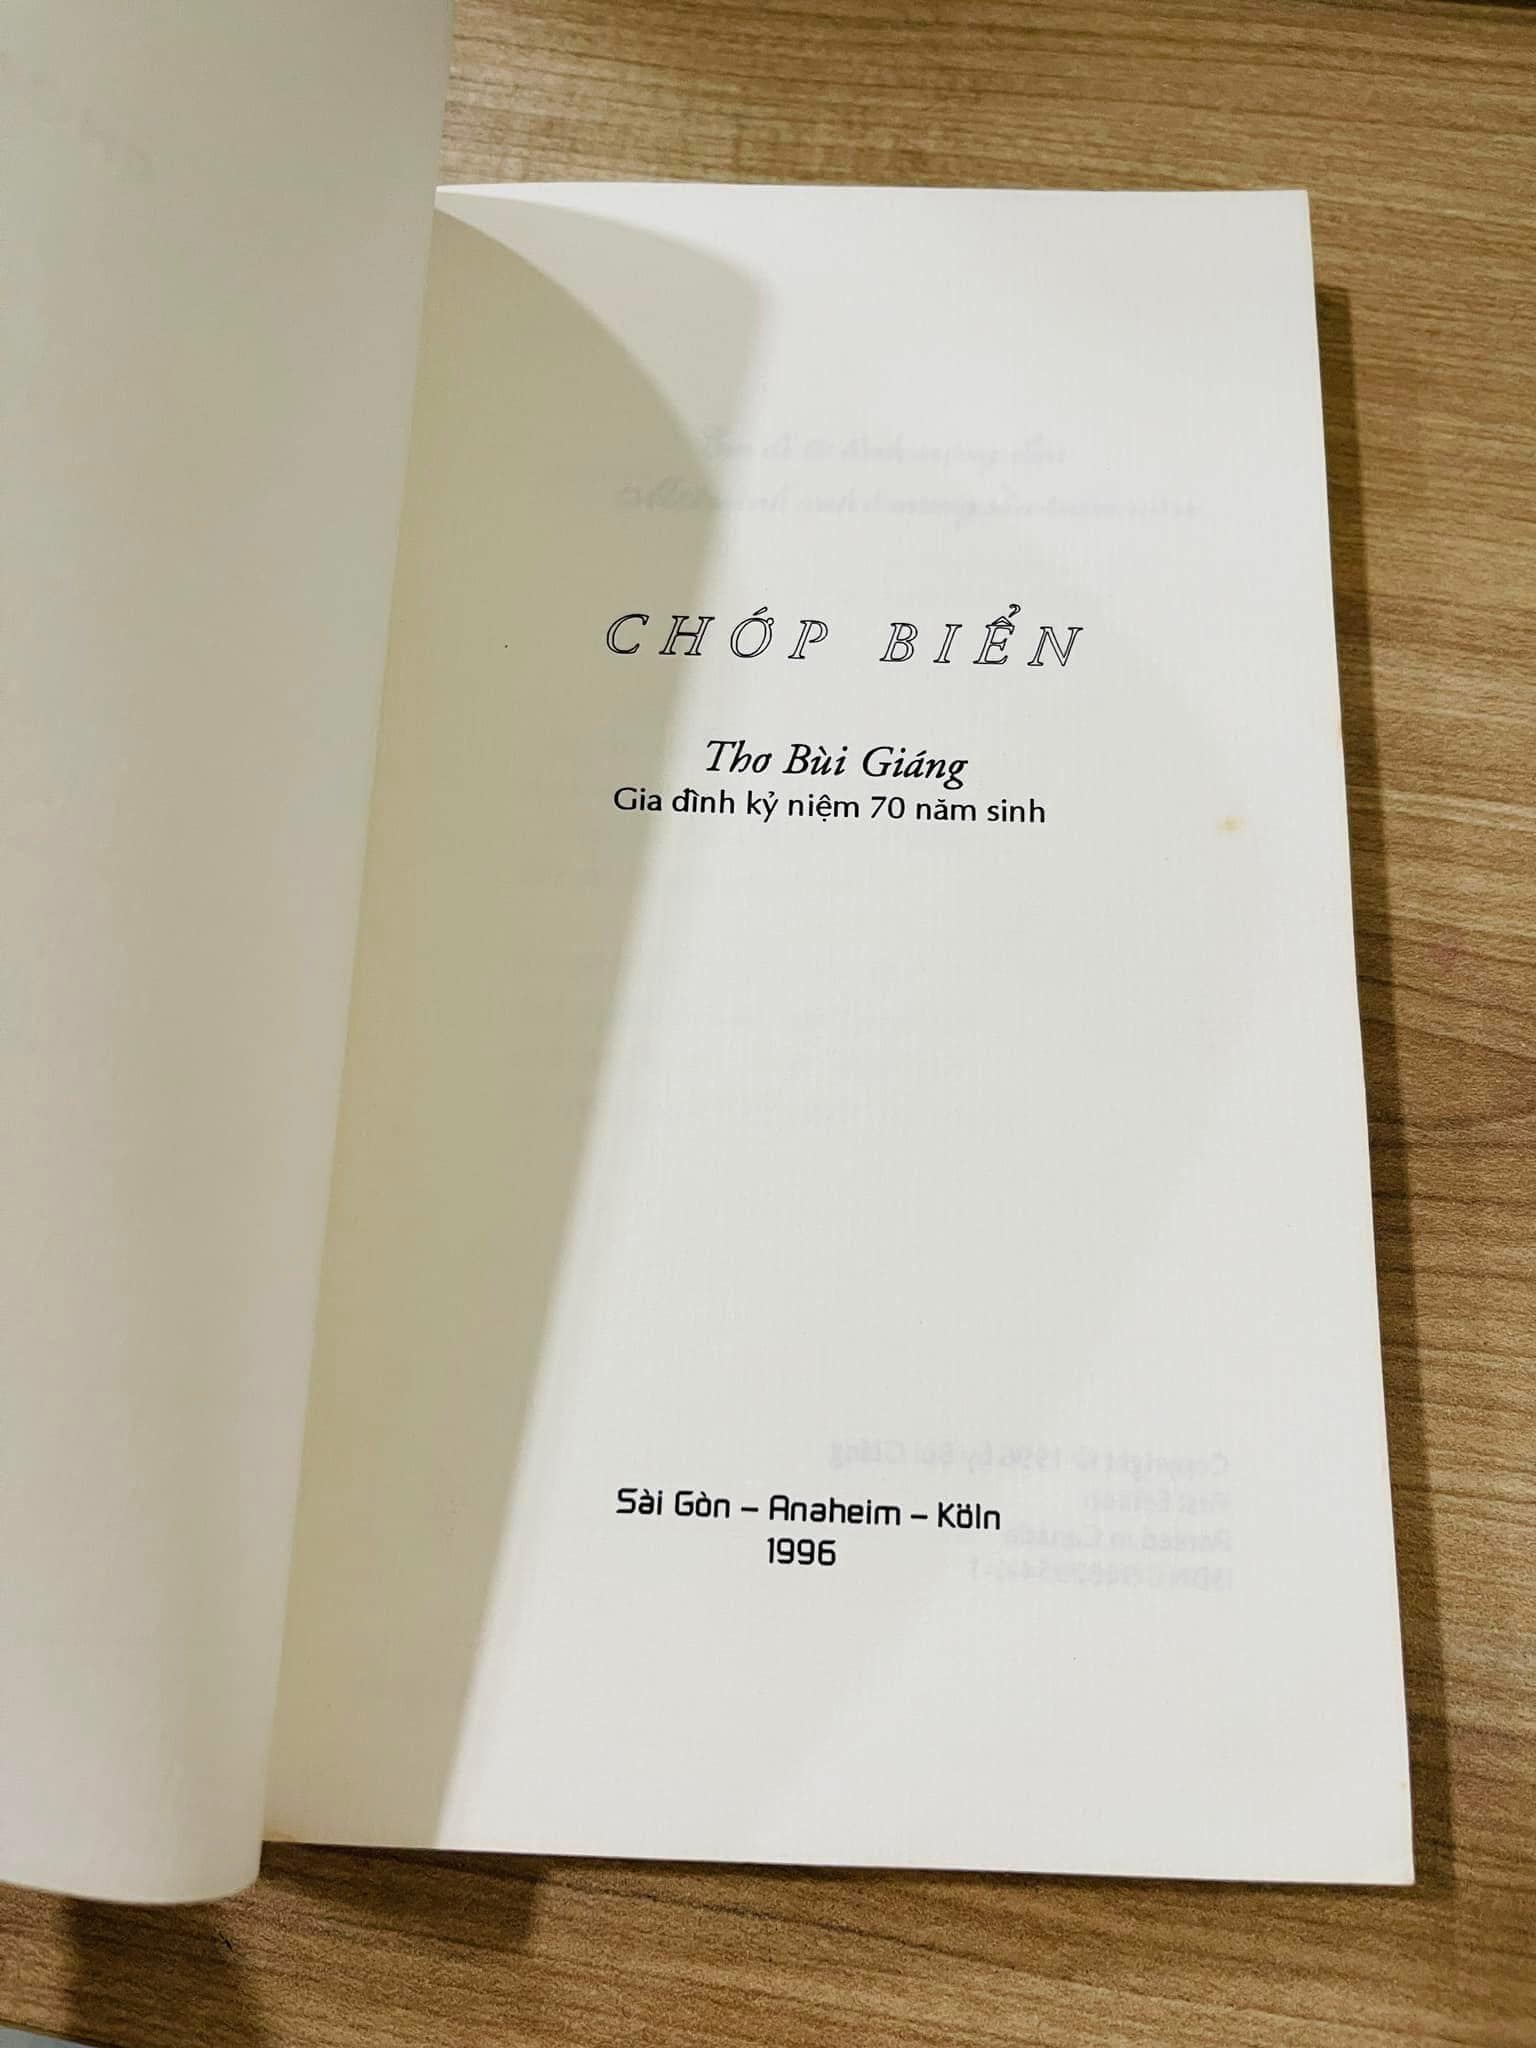 CHỚP BIỂN
Thơ Bùi Giáng
Gia đình kỷ niệm 70 năm sinh
Sài Gòn – Anaheim – Köln
1996